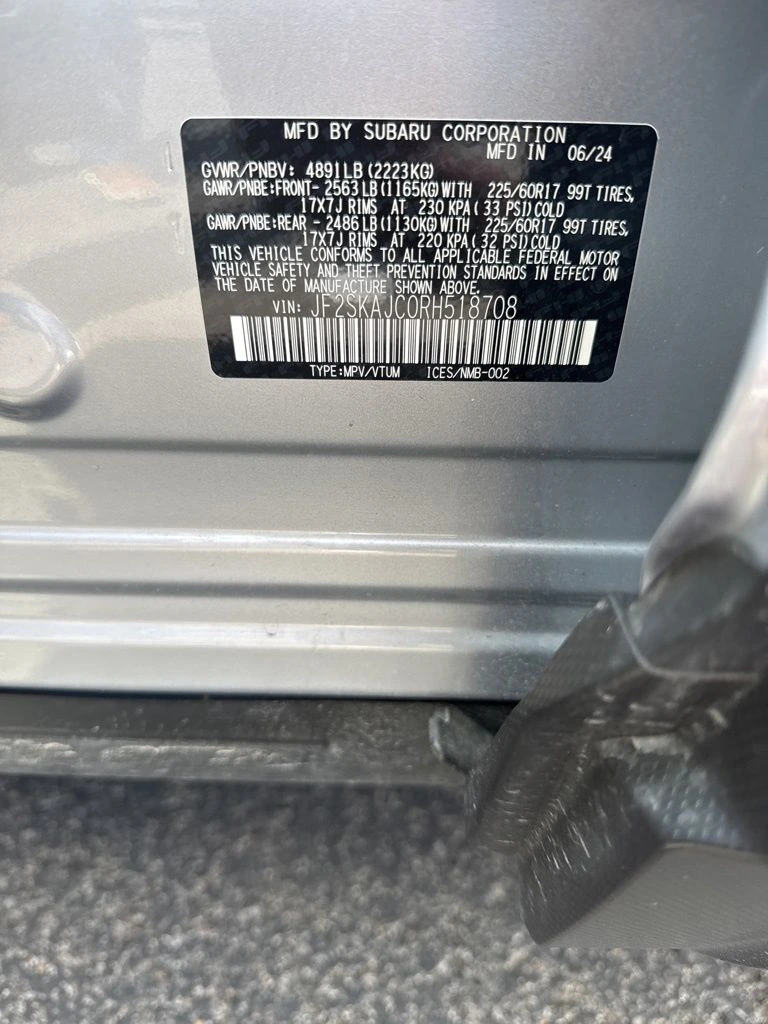 MFD BY SUBARU CORPORATION
MFD IN 06/24
GVWR/PNBV: 4891LB(2223KG)
GAWR/PNBE:FRONT- 2563LB(1165KG)WITH 225/60R17 99T TIRES,
17X7J RIMS AT 230 KPA(33 PSI)COLD
GAWR/PNBE:REAR - 2486LB(1130KG)WITH 225/60R17 99T TIRES,
17X7J RIMS AT 220 KPA(32 PSI)COLD
THIS VEHICLE CONFORMS TO ALL APPLICABLE FEDERAL MOTOR
VEHICLE SAFETY AND THEFT PREVENTION STANDARDS IN EFFECT ON
THE DATE OF MANUFACTURE SHOWN ABOVE.
VIN: JF2SKAJC0RH518708
TYPE:MPV/VTUM ICES/NMB-002